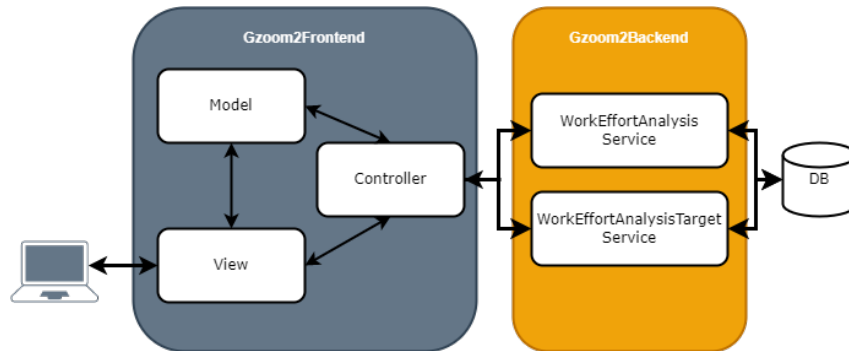 Gzoom2Frontend
Model
Controller
View
Gzoom2Backend
WorkEffortAnalysis
Service
WorkEffortAnalysisTarget
Service
DB